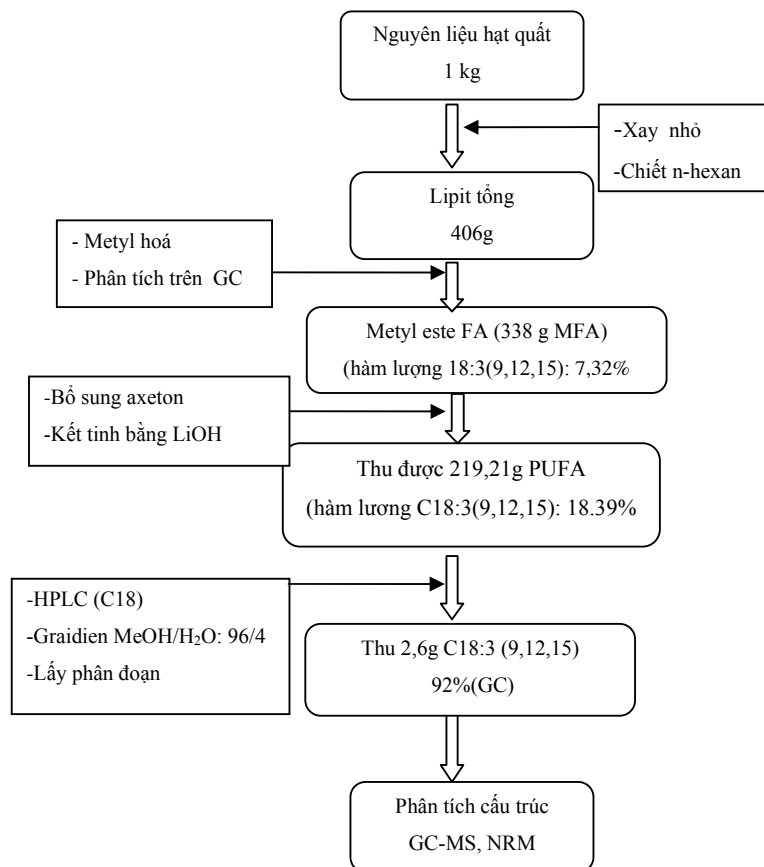 Nguyên liệu hạt quất
1 kg
-Xay nhỏ
-Chiết n-hexan
Lipit tổng
406g
- Metyl hoá
- Phân tích trên GC
Metyl este FA (338 g MFA)
(hàm lượng 18:3(9,12,15): 7,32%
-Bổ sung axeton
-Kết tinh bằng LiOH
Thu được 219,21g PUFA
(hàm lương C18:3(9,12,15): 18.39%
-HPLC (C18)
-Graidien MeOH/H₂O: 96/4
-Lấy phân đoạn
Thu 2,6g C18:3 (9,12,15)
92%(GC)
Phân tích cấu trúc
GC-MS, NRM